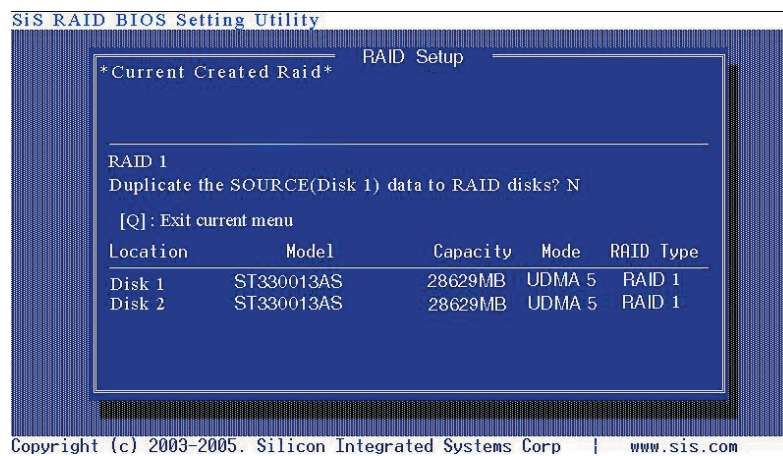 SiS RAID BIOS Setting Utility
RAID Setup
*Current Created Raid*
RAID 1
Duplicate the SOURCE(Disk 1) data to RAID disks? N
[Q] : Exit current menu
Location Model Capacity Mode RAID Type
Disk 1 ST330013AS 28629MB UDMA 5 RAID 1
Disk 2 ST330013AS 28629MB UDMA 5 RAID 1
Copyright (c) 2003-2005. Silicon Integrated Systems Corp ¦ www.sis.com